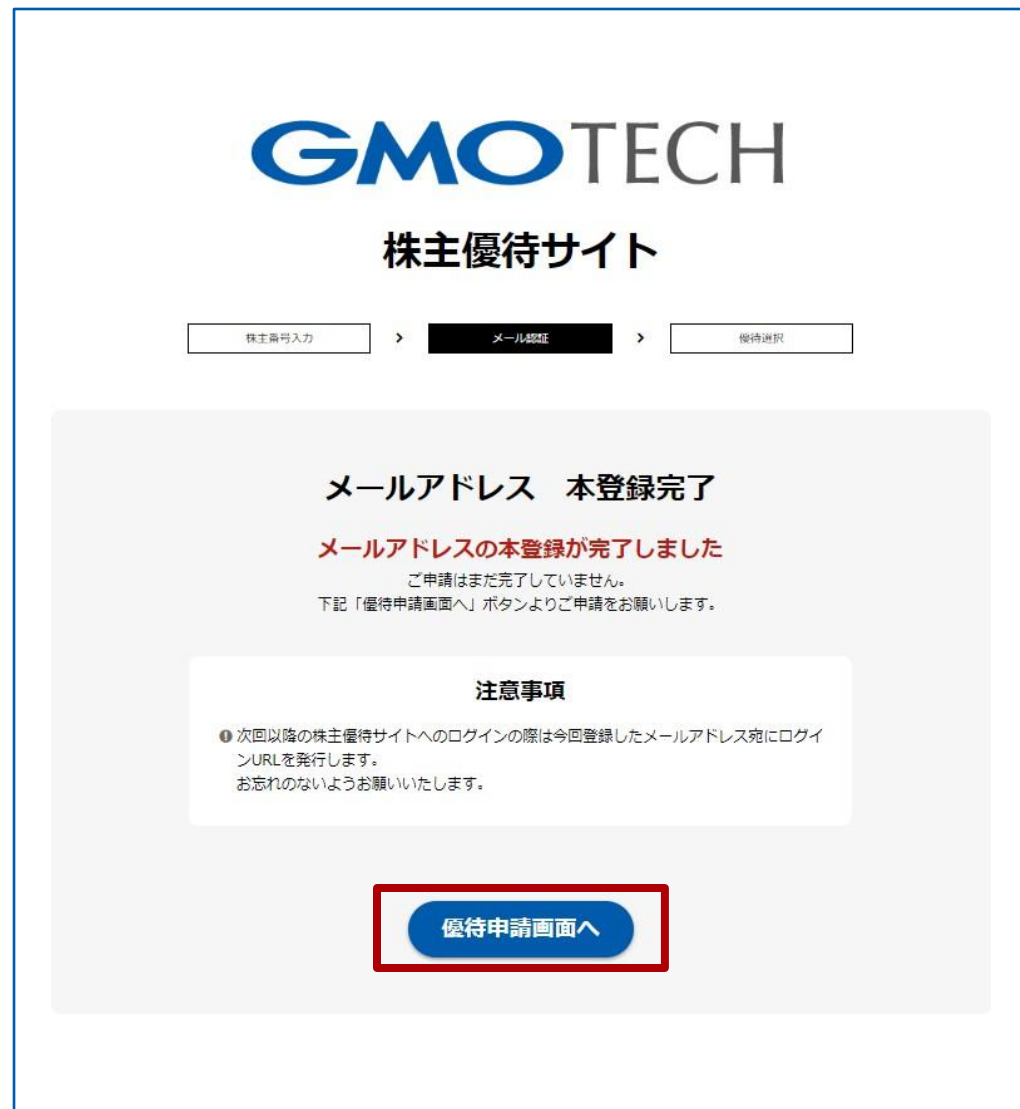 GMOTECH
株主優待サイト
株主番号入力 > メール認証 > 優待選択
メールアドレス　本登録完了
メールアドレスの本登録が完了しました
ご申請はまだ完了していません。
下記「優待申請画面へ」ボタンよりご申請をお願いします。
注意事項
次回以降の株主優待サイトへのログインの際は今回登録したメールアドレス宛にログイ
ンURLを発行します。
お忘れのないようお願いいたします。
優待申請画面へ